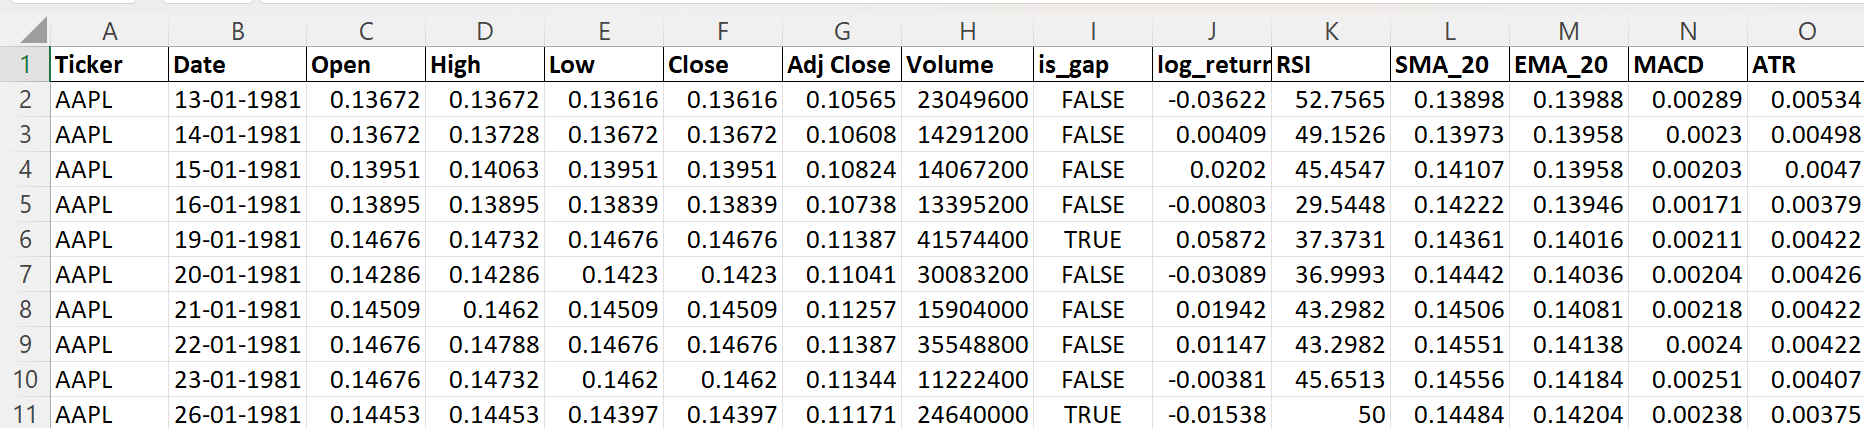 A B C D E F G H I J K L M N O
1 Ticker Date Open High Low Close Adj Close Volume is_gap log_return RSI SMA_20 EMA_20 MACD ATR
2 AAPL 13-01-1981 0.13672 0.13672 0.13616 0.13616 0.10565 23049600 FALSE -0.03622 52.7565 0.13898 0.13988 0.00289 0.00534
3 AAPL 14-01-1981 0.13672 0.13728 0.13672 0.13672 0.10608 14291200 FALSE 0.00409 49.1526 0.13973 0.13958 0.0023 0.00498
4 AAPL 15-01-1981 0.13951 0.14063 0.13951 0.13951 0.10824 14067200 FALSE 0.0202 45.4547 0.14107 0.13958 0.00203 0.0047
5 AAPL 16-01-1981 0.13895 0.13895 0.13839 0.13839 0.10738 13395200 FALSE -0.00803 29.5448 0.14222 0.13946 0.00171 0.00379
6 AAPL 19-01-1981 0.14676 0.14732 0.14676 0.14676 0.11387 41574400 TRUE 0.05872 37.3731 0.14361 0.14016 0.00211 0.00422
7 AAPL 20-01-1981 0.14286 0.14286 0.1423 0.1423 0.11041 30083200 FALSE -0.03089 36.9993 0.14442 0.14036 0.00204 0.00426
8 AAPL 21-01-1981 0.14509 0.1462 0.14509 0.14509 0.11257 15904000 FALSE 0.01942 43.2982 0.14506 0.14081 0.00218 0.00422
9 AAPL 22-01-1981 0.14676 0.14788 0.14676 0.14676 0.11387 35548800 FALSE 0.01147 43.2982 0.14551 0.14138 0.0024 0.00422
10 AAPL 23-01-1981 0.14676 0.14732 0.1462 0.1462 0.11344 11222400 FALSE -0.00381 45.6513 0.14556 0.14184 0.00251 0.00407
11 AAPL 26-01-1981 0.14453 0.14453 0.14397 0.14397 0.11171 24640000 TRUE -0.01538 50 0.14484 0.14204 0.00238 0.00375